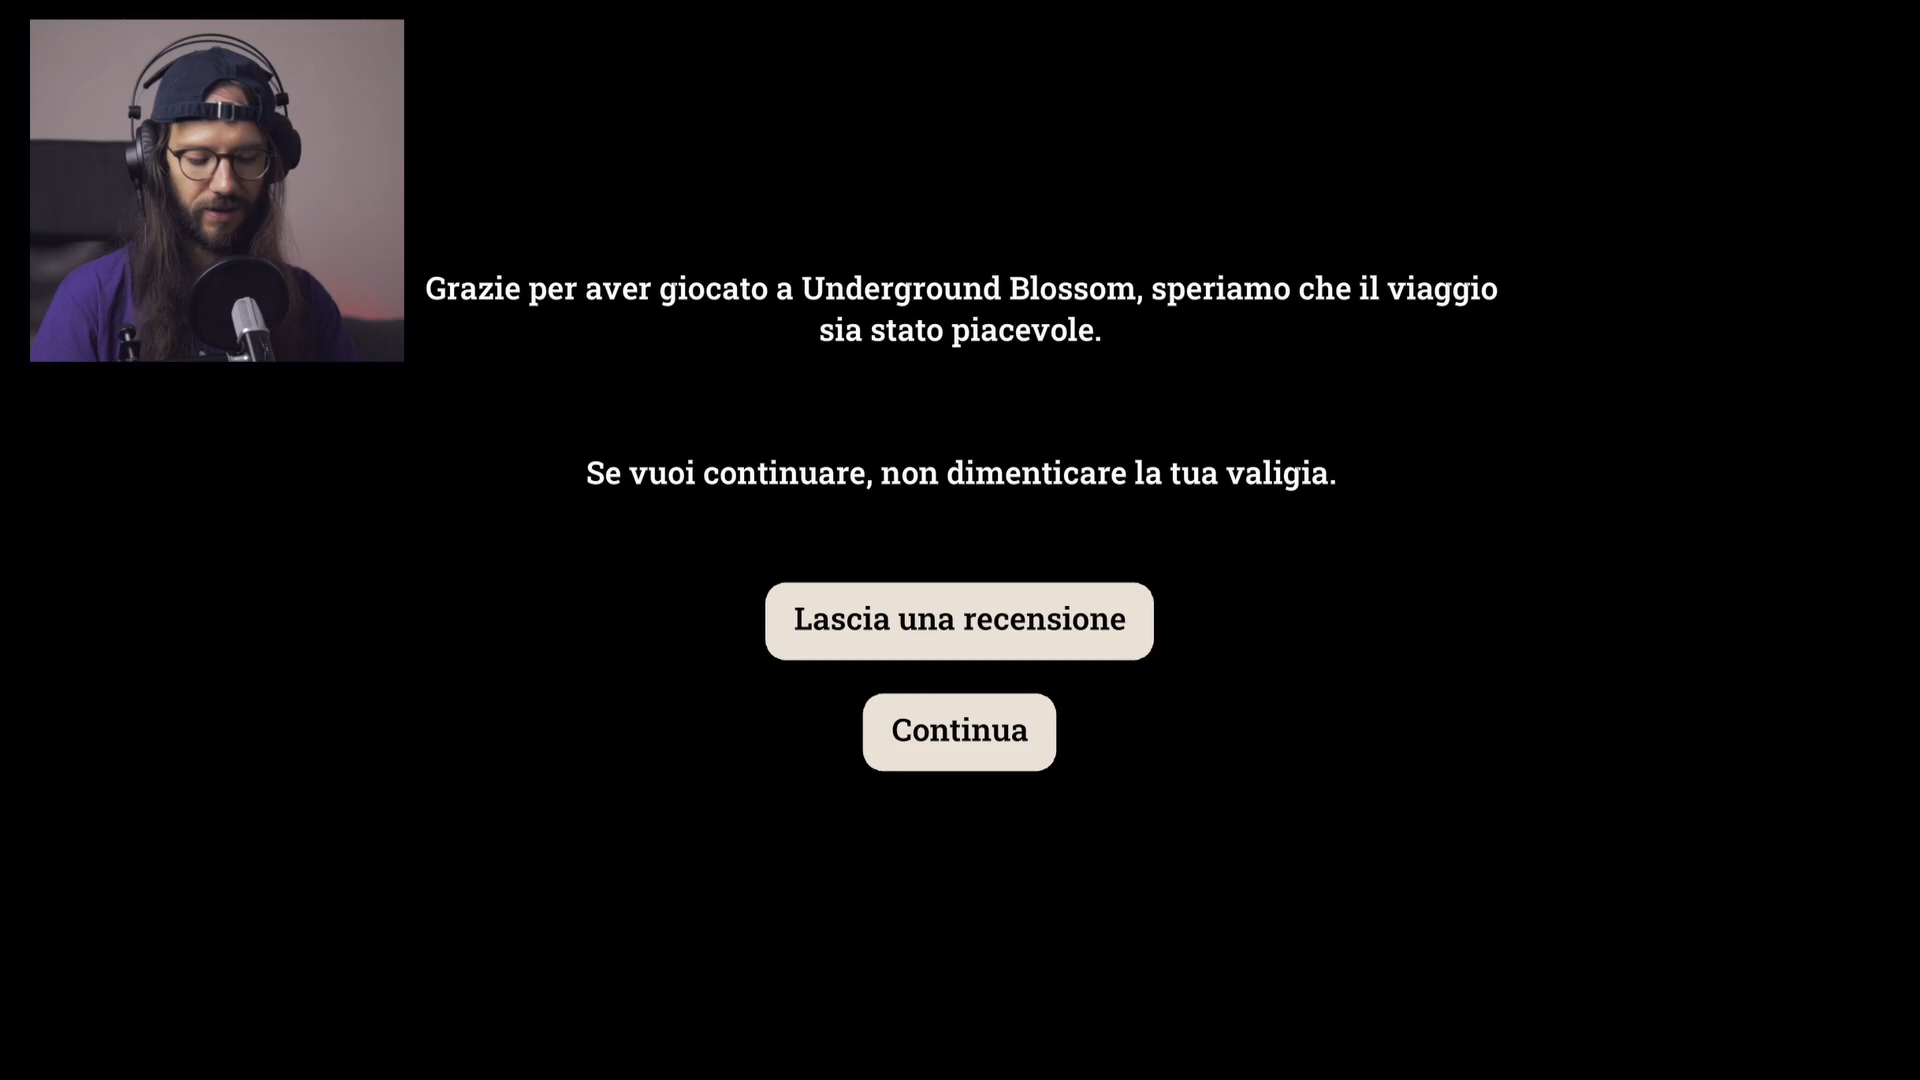 Grazie per aver giocato a Underground Blossom, speriamo che il viaggio
sia stato piacevole.
Se vuoi continuare, non dimenticare la tua valigia.
Lascia una recensione
Continua